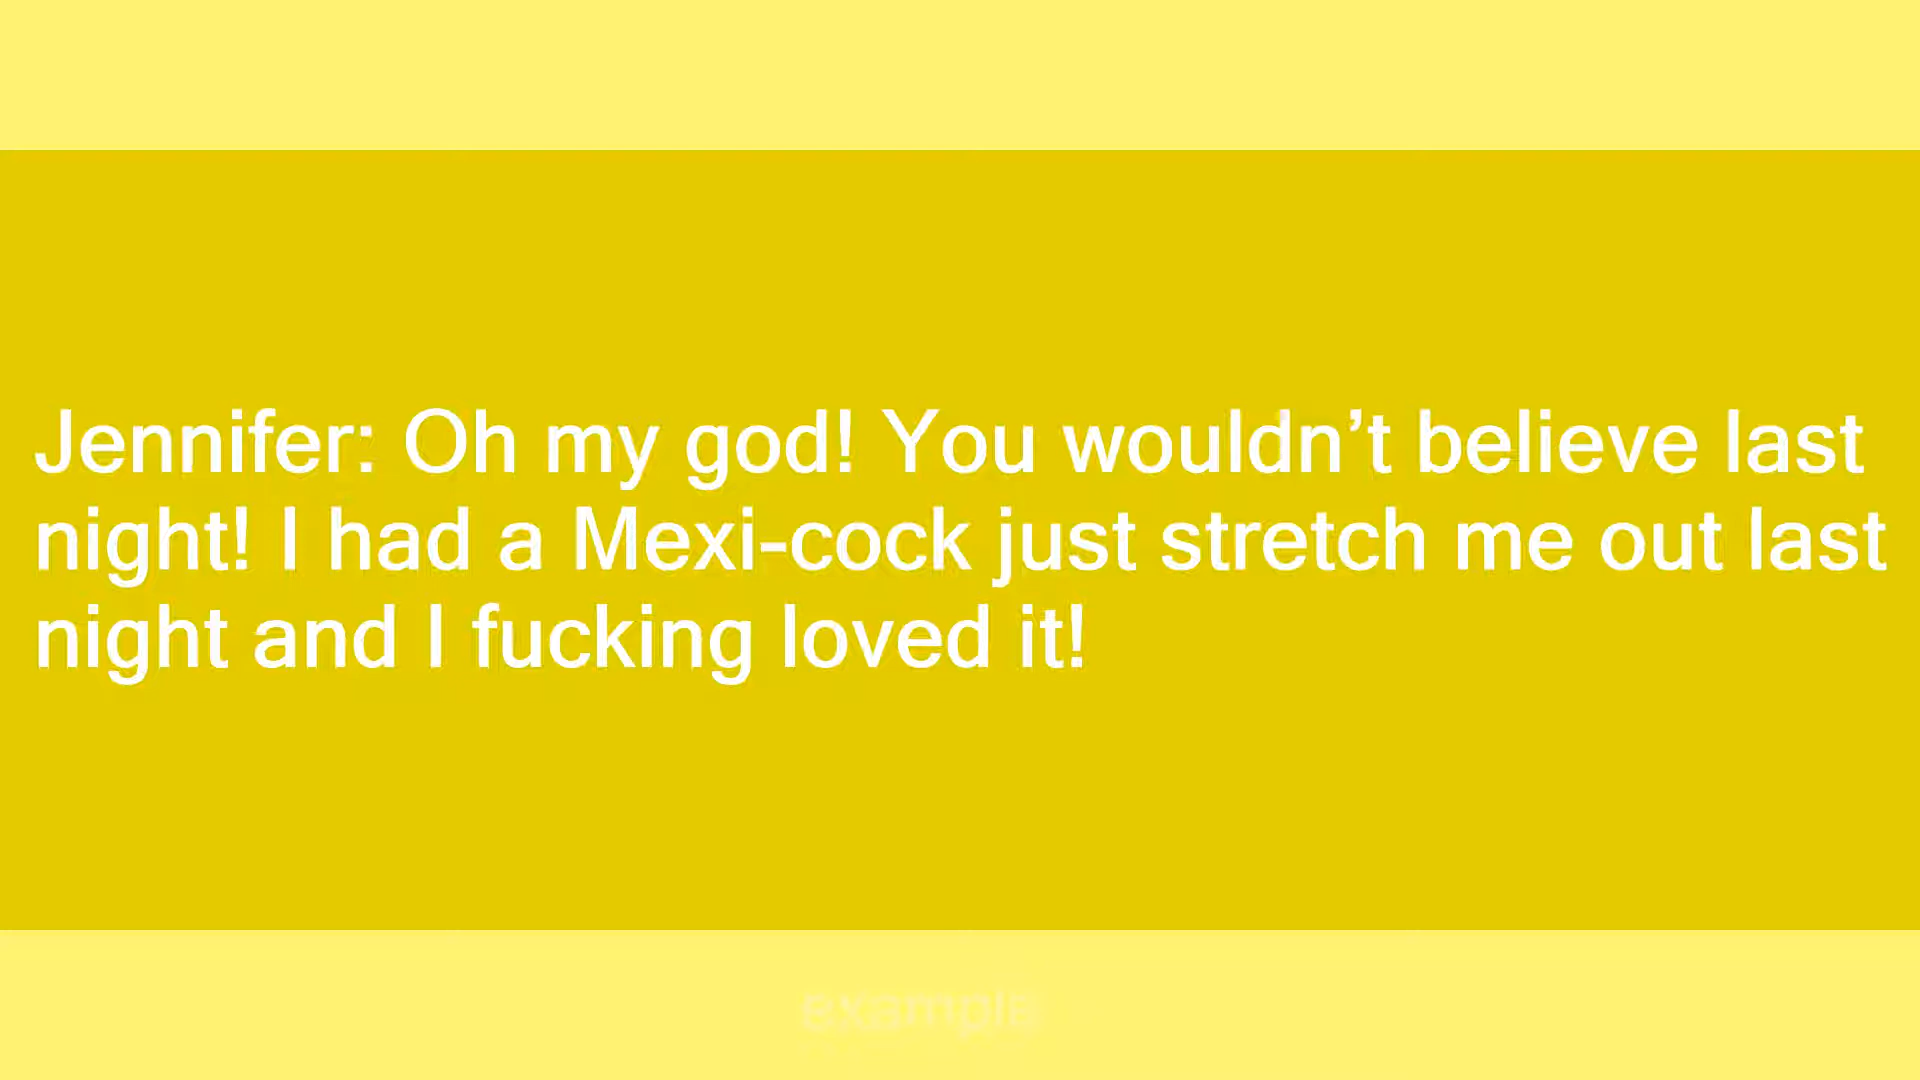 Jennifer: Oh my god! You wouldn’t believe last
night! I had a Mexi-cock just stretch me out last
night and I fucking loved it!
example